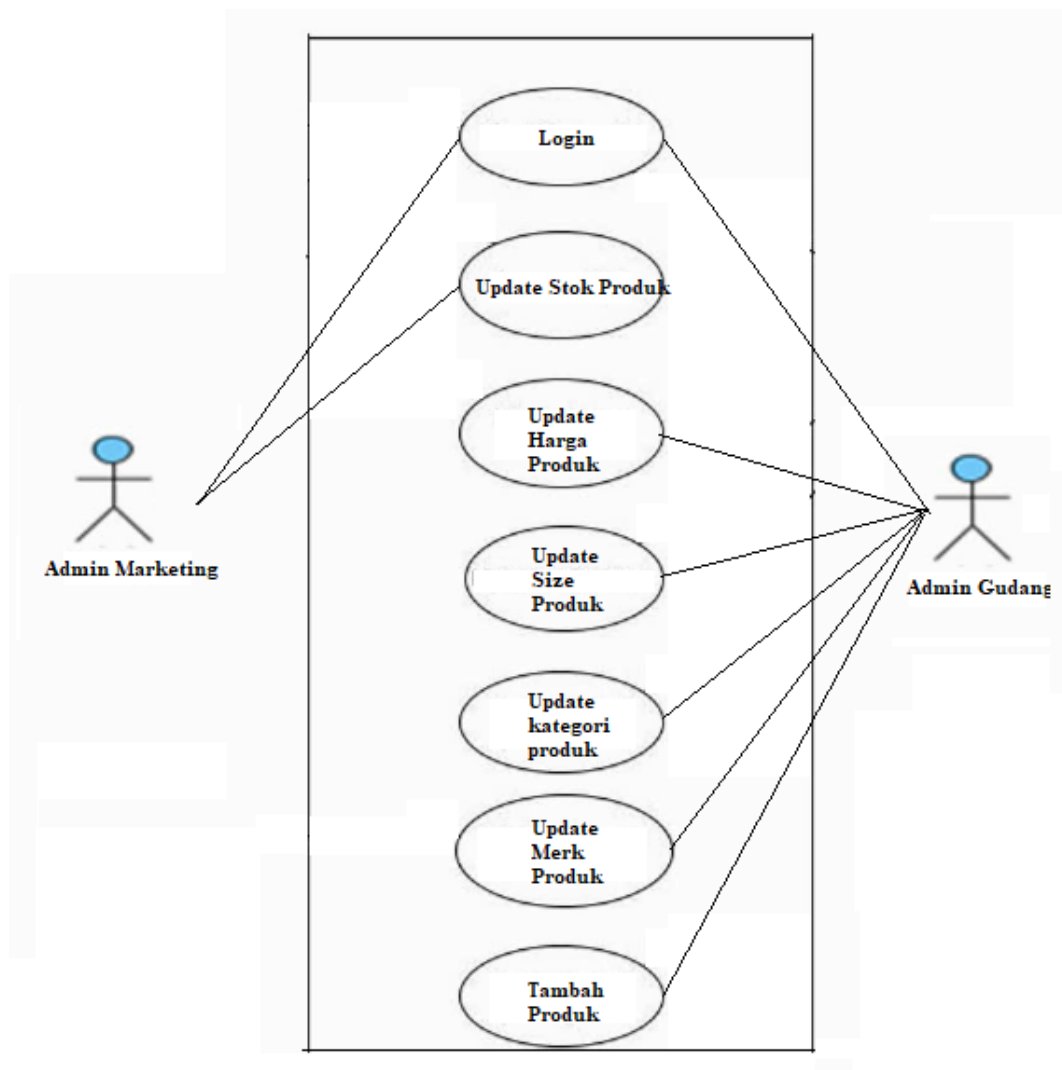 Login
Update Stok Produk
Update
Harga
Produk
Update
Size
Produk
Admin Marketing
Admin Gudang
Update
kategori
produk
Update
Merk
Produk
Tambah
Produk